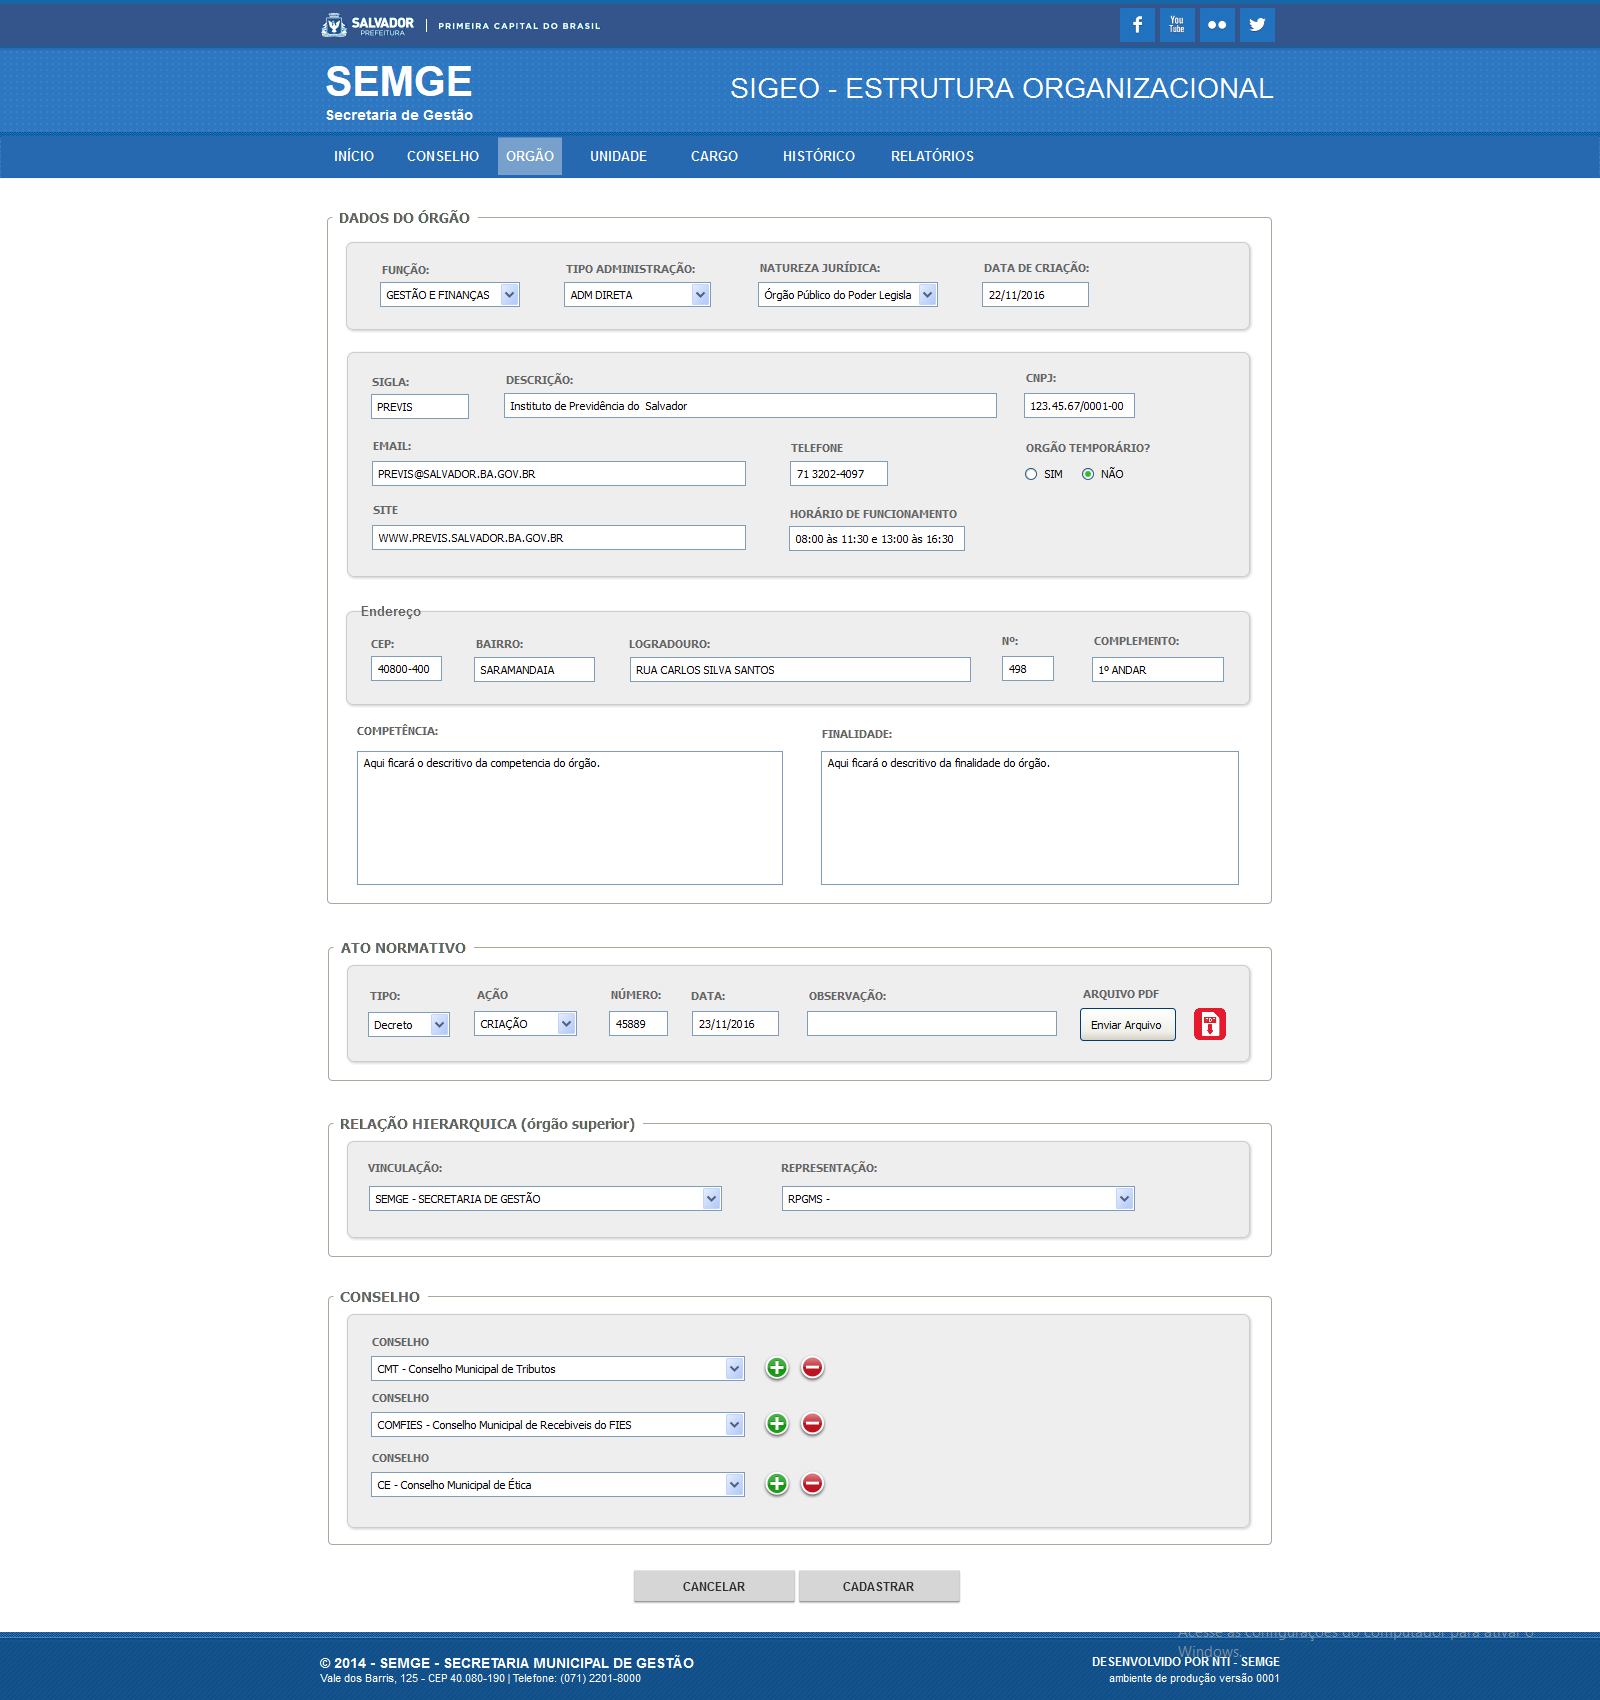 SALVADOR
PREFEITURA
PRIMEIRA CAPITAL DO BRASIL
You
Tube
SEMGE
Secretaria de Gestão
SIGEO - ESTRUTURA ORGANIZACIONAL
INÍCIO CONSELHO ORGÃO UNIDADE CARGO HISTÓRICO RELATÓRIOS
DADOS DO ÓRGÃO
FUNÇÃO: TIPO ADMINISTRAÇÃO: NATUREZA JURÍDICA: DATA DE CRIAÇÃO:
GESTÃO E FINANÇAS ADM DIRETA Órgão Público do Poder Legisla 22/11/2016
SIGLA: DESCRIÇÃO: CNPJ:
PREVIS Instituto de Previdência do Salvador 123.45.67/0001-00
EMAIL: TELEFONE ORGÃO TEMPORÁRIO?
PREVIS@SALVADOR.BA.GOV.BR 71 3202-4097 SIM NÃO
SITE HORÁRIO DE FUNCIONAMENTO
WWW.PREVIS.SALVADOR.BA.GOV.BR 08:00 às 11:30 e 13:00 às 16:30
Endereço
CEP: BAIRRO: LOGRADOURO: Nº: COMPLEMENTO:
40800-400 SARAMANDAIA RUA CARLOS SILVA SANTOS 498 1º ANDAR
COMPETÊNCIA: FINALIDADE:
Aqui ficará o descritivo da competencia do órgão. Aqui ficará o descritivo da finalidade do órgão.
ATO NORMATIVO
TIPO: AÇÃO NÚMERO: DATA: OBSERVAÇÃO: ARQUIVO PDF
Decreto CRIAÇÃO 45889 23/11/2016 Enviar Arquivo
RELAÇÃO HIERARQUICA (órgão superior)
VINCULAÇÃO: REPRESENTAÇÃO:
SEMGE - SECRETARIA DE GESTÃO RPGMS -
CONSELHO
CONSELHO
CMT - Conselho Municipal de Tributos
CONSELHO
COMFIES - Conselho Municipal de Recebiveis do FIES
CONSELHO
CE - Conselho Municipal de Ética
CANCELAR CADASTRAR
Acesse as configurações do computador para ativar o
Windows.
© 2014 - SEMGE - SECRETARIA MUNICIPAL DE GESTÃO
Vale dos Barris, 125 - CEP 40.080-190 | Telefone: (071) 2201-8000
DESENVOLVIDO POR NTI - SEMGE
ambiente de produção versão 0001